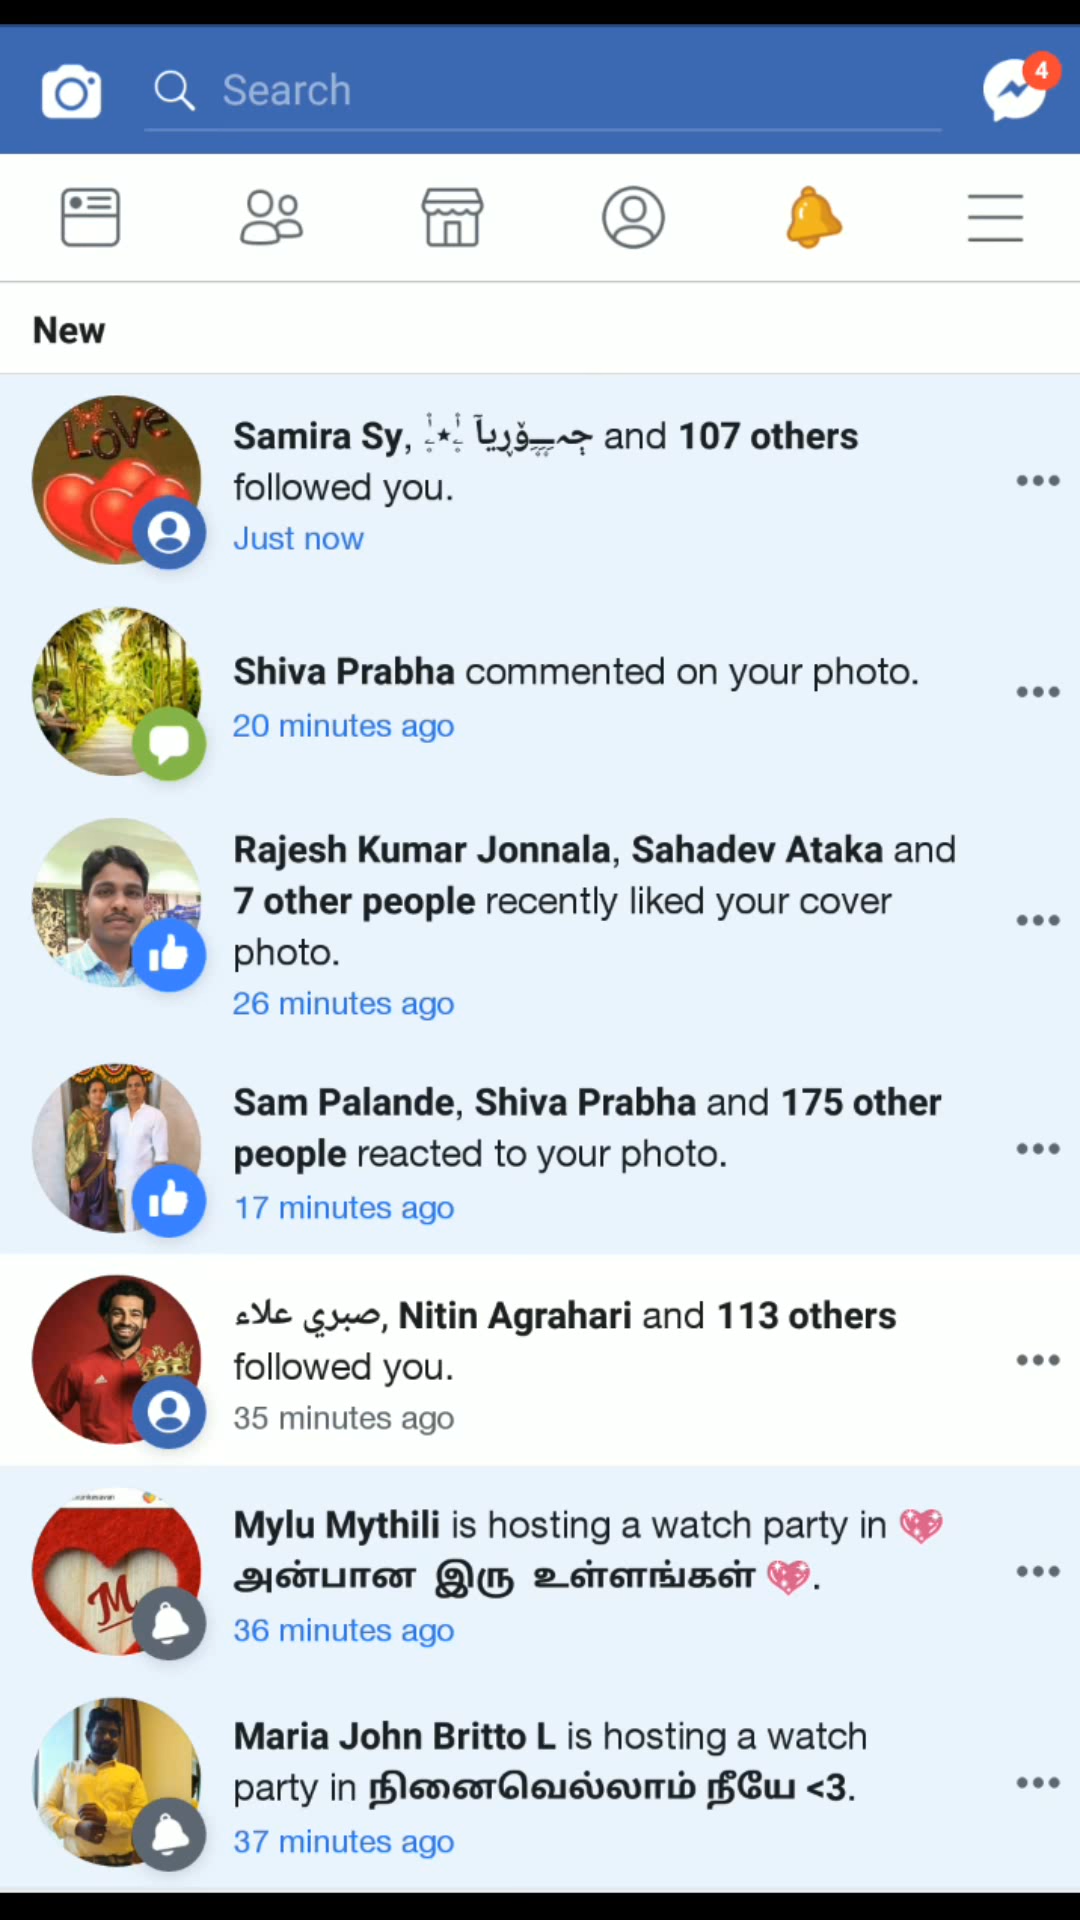 Search
4
New
Samira Sy, and 107 others
followed you.
Just now
Shiva Prabha commented on your photo.
20 minutes ago
Rajesh Kumar Jonnala, Sahadev Ataka and
7 other people recently liked your cover
photo.
26 minutes ago
Sam Palande, Shiva Prabha and 175 other
people reacted to your photo.
17 minutes ago
صبري علاء, Nitin Agrahari and 113 others
followed you.
35 minutes ago
Mylu Mythili is hosting a watch party in 💖
அன்பான இரு உள்ளங்கள் 💖.
36 minutes ago
Maria John Britto L is hosting a watch
party in நினைவெல்லாம் நீயே <3.
37 minutes ago
LOVE
M